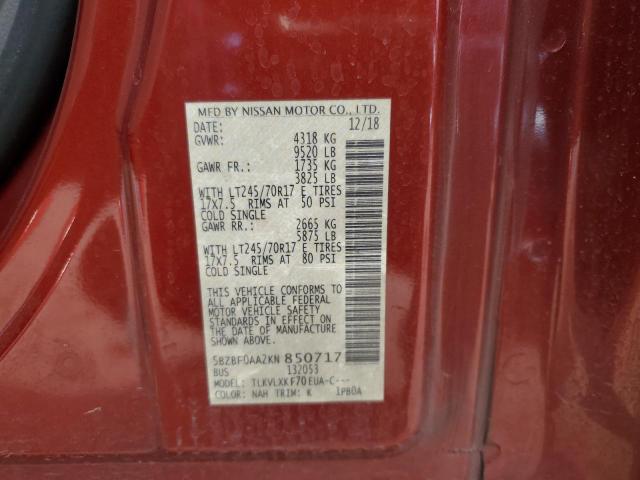 MFD BY NISSAN MOTOR CO., LTD.
DATE: 12/18
GVWR: 4318 KG
9520 LB
GAWR FR.: 1735 KG
3825 LB
WITH LT245/70R17 E TIRES
17X7.5 RIMS AT 50 PSI
COLD SINGLE
GAWR RR.: 2665 KG
5875 LB
WITH LT245/70R17 E TIRES
17X7.5 RIMS AT 80 PSI
COLD SINGLE
THIS VEHICLE CONFORMS TO
ALL APPLICABLE FEDERAL
MOTOR VEHICLE SAFETY
STANDARDS IN EFFECT ON
THE DATE OF MANUFACTURE
SHOWN ABOVE.
5BZBF0AA2KN 850717
BUS 132053
MODEL: TLKVLXKF70EUA-C---
COLOR: NAH TRIM: K 1PB0A